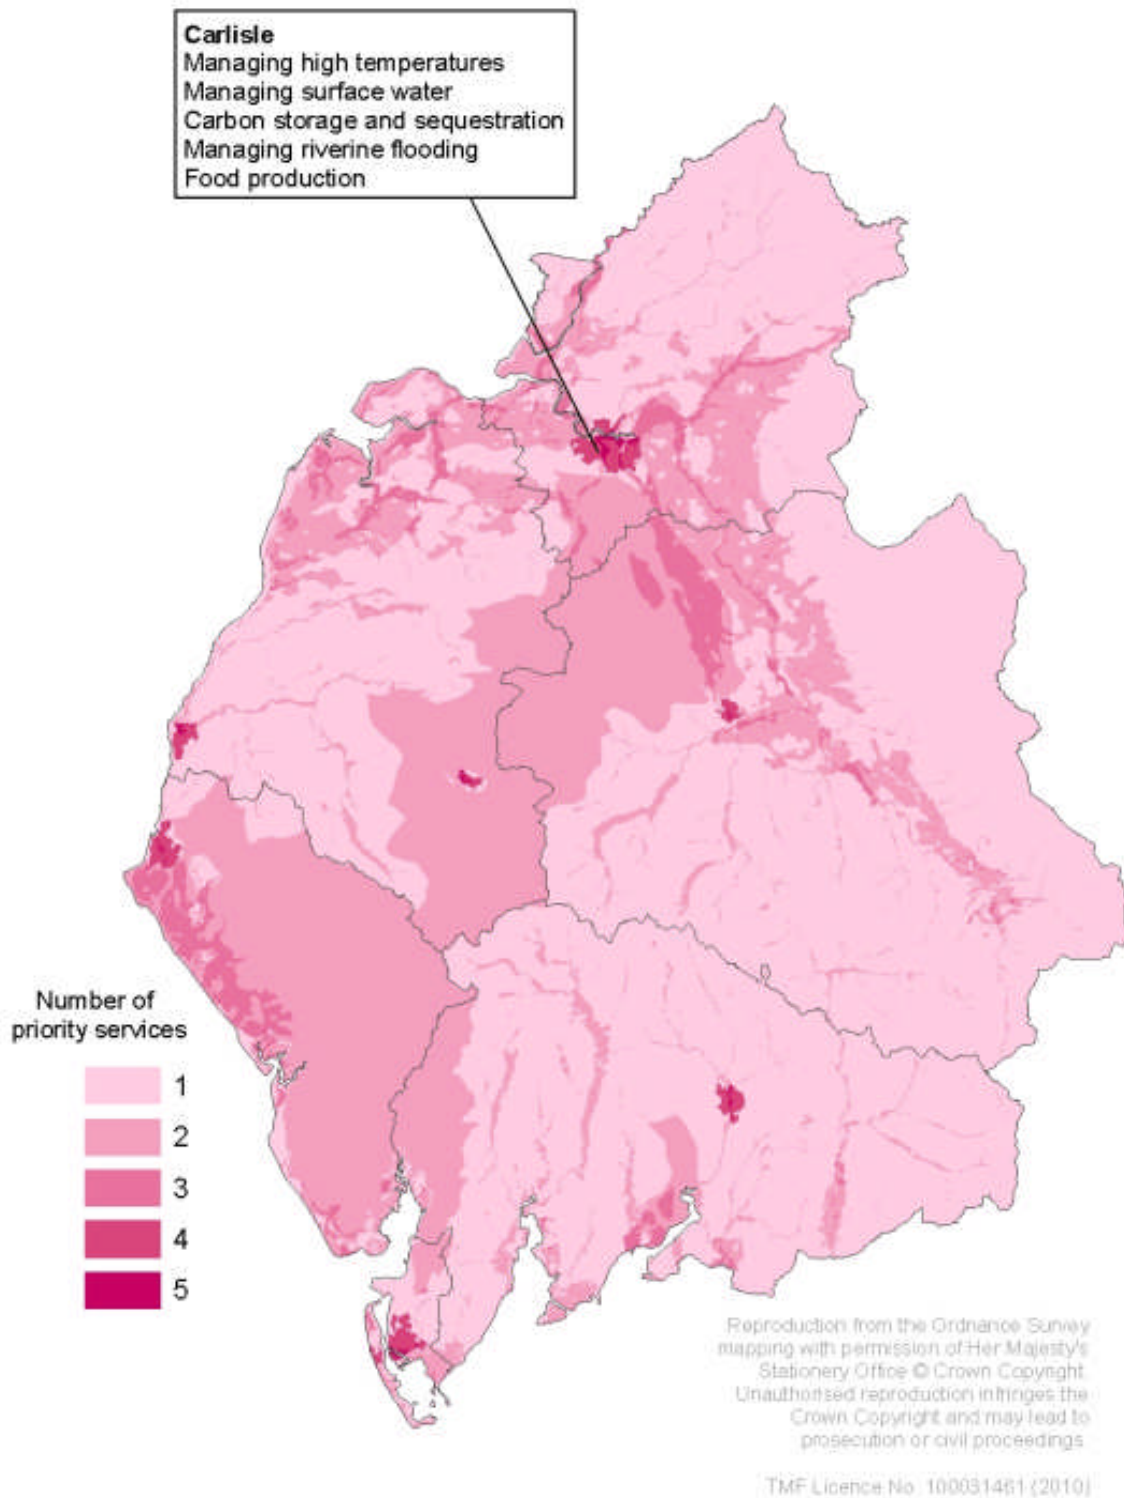 Carlisle
Managing high temperatures
Managing surface water
Carbon storage and sequestration
Managing riverine flooding
Food production
Number of
priority services
1
2
3
4
5
Reproduction from the Ordnance Survey
mapping with permission of Her Majesty's
Stationery Office © Crown Copyright.
Unauthorised reproduction infringes the
Crown Copyright and may lead to
prosecution or civil proceedings.
TMF Licence No. 100031461 (2010)